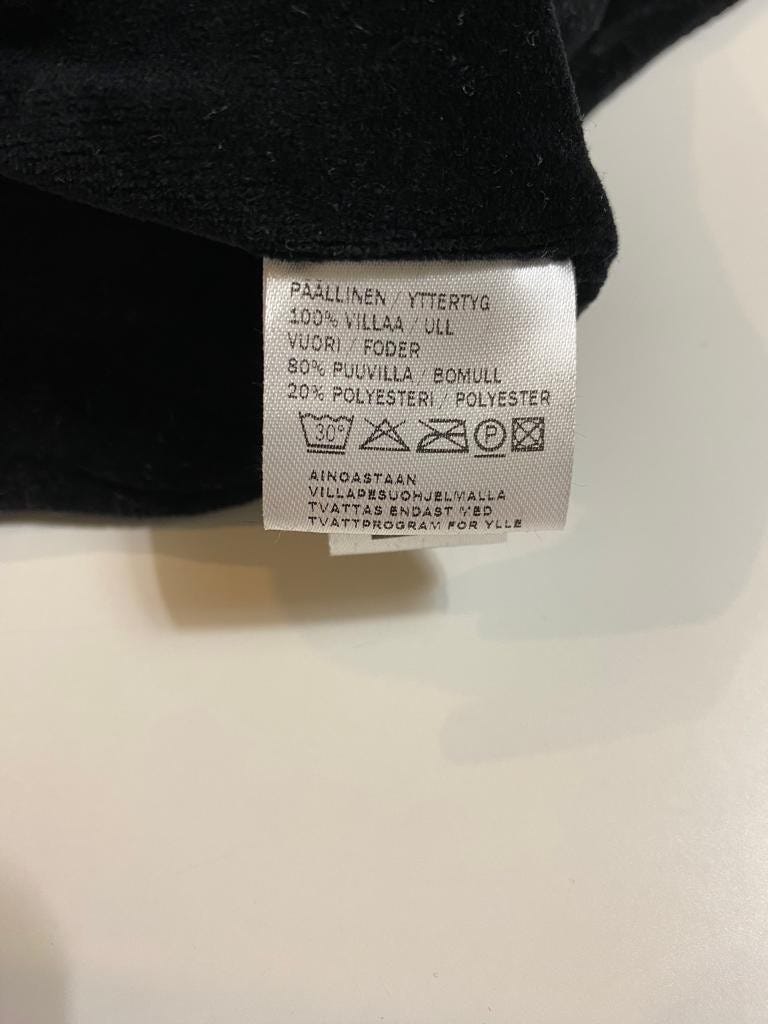 PÄÄLLINEN / YTTERTYG
100% VILLAA / ULL
VUORI / FODER
80% PUUVILLA / BOMULL
20% POLYESTERI / POLYESTER
30° P
AINOASTAAN
VILLAPESUOHJELMALLA
TVATTAS ENDAST MED
TVATTPROGRAM FOR YLLE